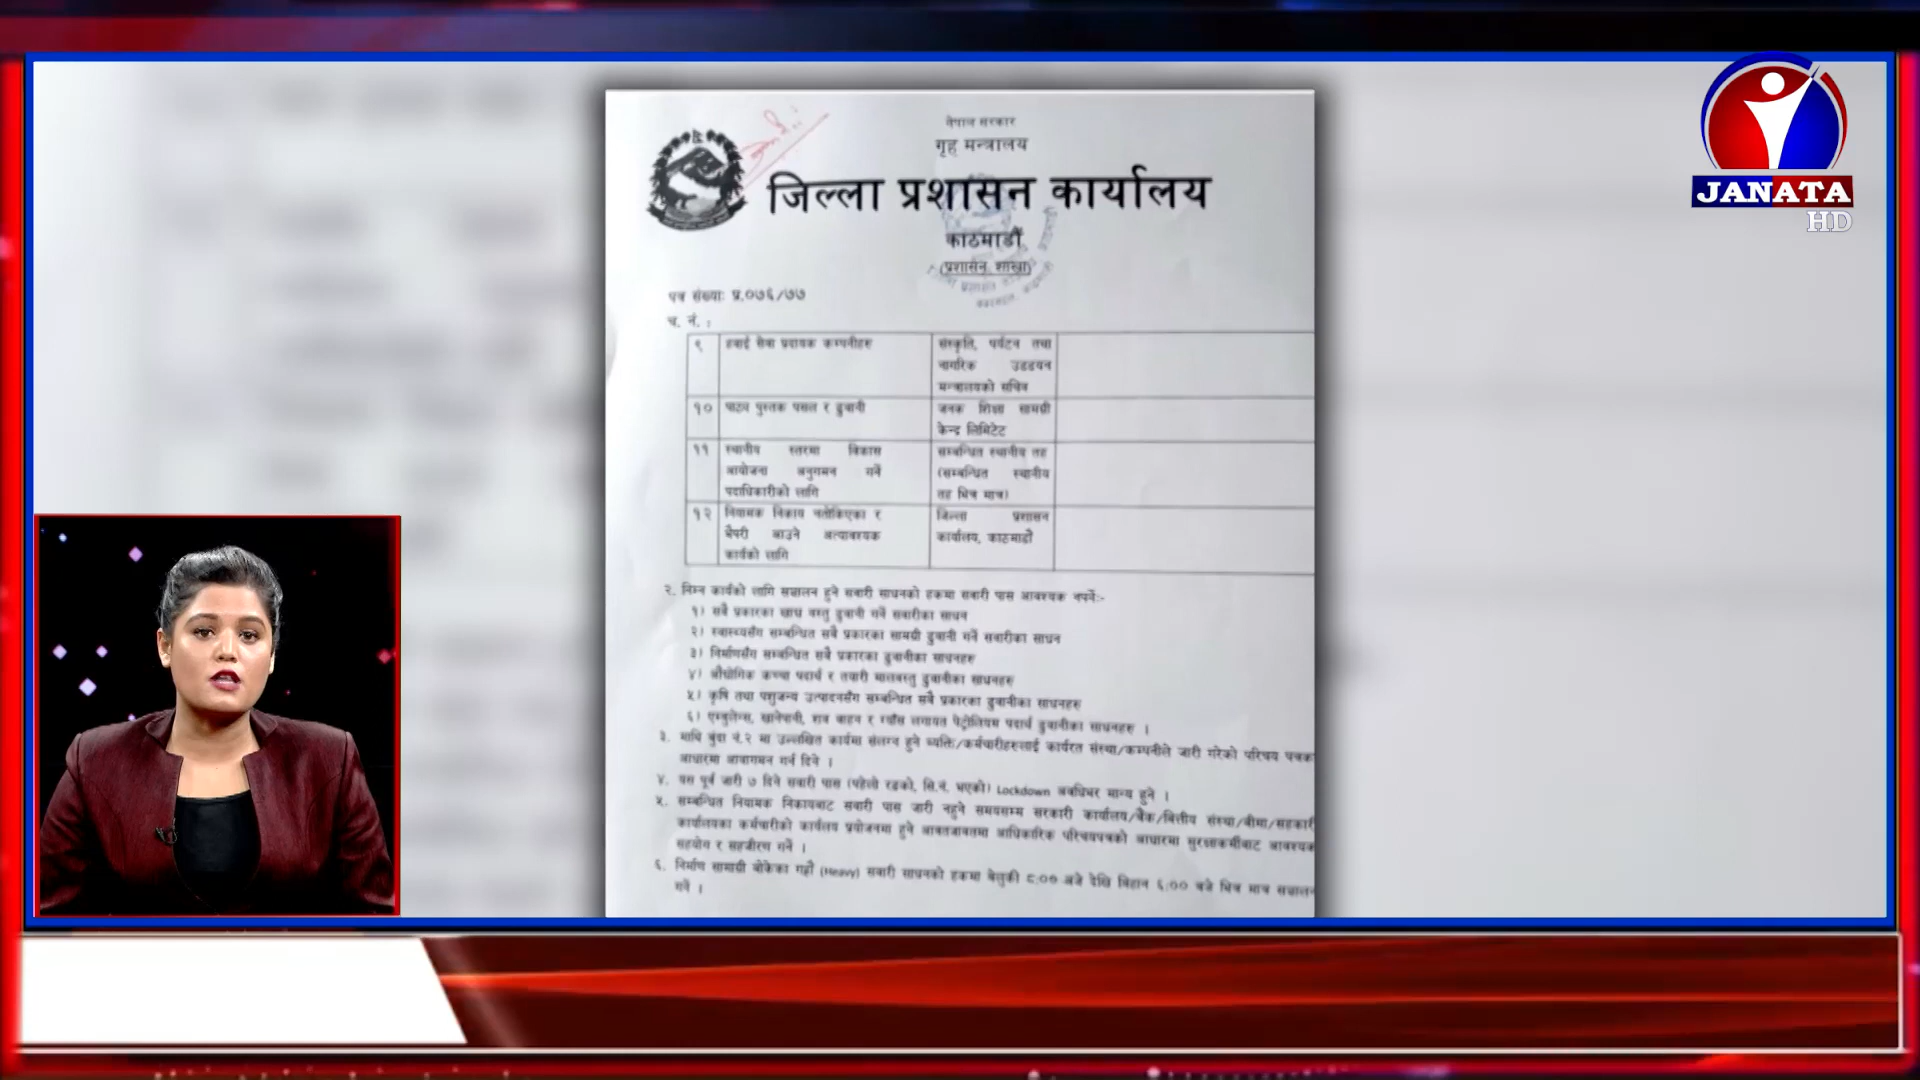 नेपाल सरकार
गृह मन्त्रालय
जिल्ला प्रशासन कार्यालय
काठमाडौं
(प्रशासन शाखा)
पत्र संख्याः प्र.०७६/७७
च. नं. :
९ हवाई सेवा प्रदायक कम्पनीहरु
संस्कृति, पर्यटन तथा
नागरिक उड्डयन
मन्त्रालयको सचिव
१० पाठ्य पुस्तक पसल र ढुवानी
जनक शिक्षा सामग्री
केन्द्र लिमिटेट
११ स्थानीय स्तरमा विकास
आयोजना अनुगमन गर्ने
पदाधिकारीको लागि
सम्बन्धित स्थानीय तह
(सम्बन्धित स्थानीय
तह भित्र मात्र)
१२ नियामक निकाय नतोकिएका र
भैपरी आउने अत्यावश्यक
कार्यको लागि
जिल्ला प्रशासन
कार्यालय, काठमाडौं
२. निम्न कार्यको लागि सञ्चालन हुने सवारी साधनको हकमा सवारी पास आवश्यक नपर्नेः-
१) सबै प्रकारका खाद्य वस्तु ढुवानी गर्ने सवारीका साधन
२) स्वास्थ्यसँग सम्बन्धित सबै प्रकारका सामग्री ढुवानी गर्ने सवारीका साधन
३) निर्माणसँग सम्बन्धित सबै प्रकारका ढुवानीका साधनहरु
४) औद्योगिक कच्चा पदार्थ र तयारी मालवस्तु ढुवानीका साधनहरु
५) कृषि तथा पशुजन्य उत्पादनसँग सम्बन्धित सबै प्रकारका ढुवानीका साधनहरु
६) एम्बुलेन्स, खानेपानी, शव वाहन र ग्याँस लगायत पेट्रोलियम पदार्थ ढुवानीका साधनहरु ।
३. माथि बुंदा नं.२ मा उल्लखित कार्यमा संलग्न हुने व्यक्ति/कर्मचारीहरुलाई कार्यरत संस्था/कम्पनीले जारी गरेको परिचय पत्रका
आधारमा आवागमन गर्न दिने ।
४. यस पूर्व जारी ७ दिने सवारी पास (पहेलो रङको, सि.नं. भएको) Lockdown अवधिभर मान्य हुने ।
५. सम्बन्धित नियामक निकायबाट सवारी पास जारी नहुने समयसम्म सरकारी कार्यालय/बैंक/वित्तीय संस्था/बीमा/सहकारी
कार्यालयका कर्मचारीको कार्यालय प्रयोजनमा हुने आवतजावतमा आधिकारिक परिचयपत्रको आधारमा सुरक्षाकर्मीबाट आवश्यक
सहयोग र सहजीरण गर्ने ।
६. निर्माण सामाग्री बोकेका गह्रौं (Heavy) सवारी साधनको हकमा बेलुकी ८:०० बजे देखि बिहान ६:०० बजे भित्र मात्र सञ्चालन
गर्ने ।
JANATA
HD